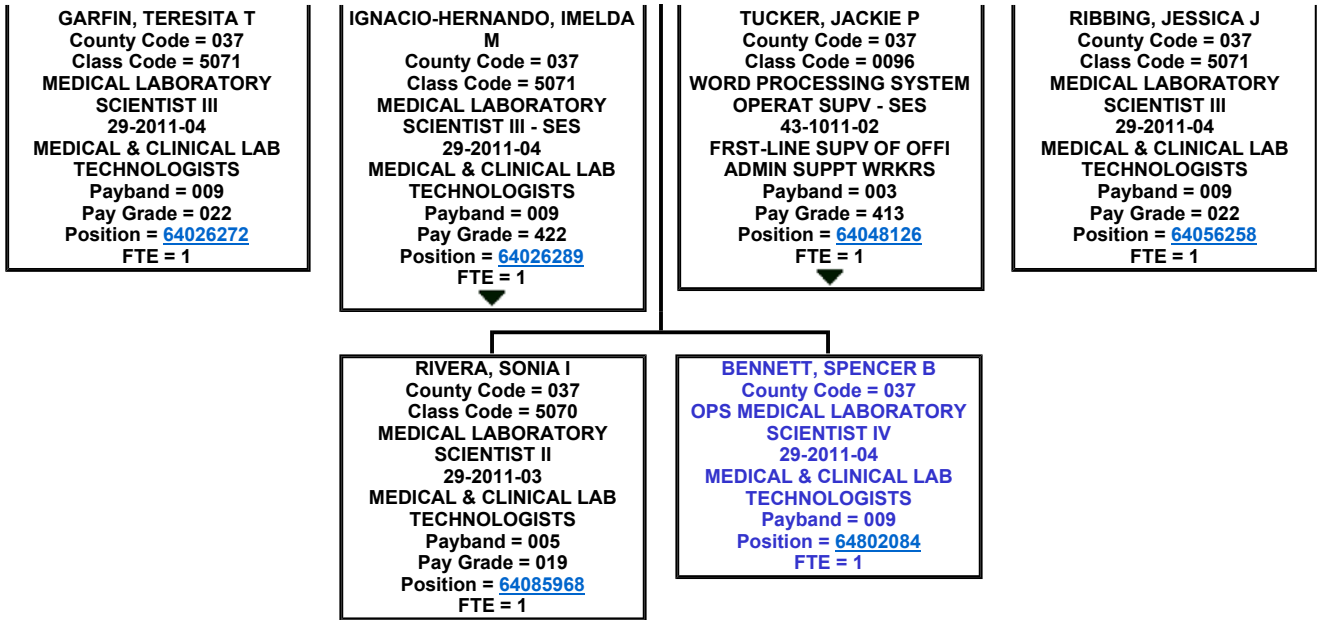 GARFIN, TERESITA T
County Code = 037
Class Code = 5071
MEDICAL LABORATORY
SCIENTIST III
29-2011-04
MEDICAL & CLINICAL LAB
TECHNOLOGISTS
Payband = 009
Pay Grade = 022
Position = 64026272
FTE = 1
IGNACIO-HERNANDO, IMELDA
M
County Code = 037
Class Code = 5071
MEDICAL LABORATORY
SCIENTIST III - SES
29-2011-04
MEDICAL & CLINICAL LAB
TECHNOLOGISTS
Payband = 009
Pay Grade = 422
Position = 64026289
FTE = 1
TUCKER, JACKIE P
County Code = 037
Class Code = 0096
WORD PROCESSING SYSTEM
OPERAT SUPV - SES
43-1011-02
FRST-LINE SUPV OF OFFI
ADMIN SUPPT WRKRS
Payband = 003
Pay Grade = 413
Position = 64048126
FTE = 1
RIBBING, JESSICA J
County Code = 037
Class Code = 5071
MEDICAL LABORATORY
SCIENTIST III
29-2011-04
MEDICAL & CLINICAL LAB
TECHNOLOGISTS
Payband = 009
Pay Grade = 022
Position = 64056258
FTE = 1
RIVERA, SONIA I
County Code = 037
Class Code = 5070
MEDICAL LABORATORY
SCIENTIST II
29-2011-03
MEDICAL & CLINICAL LAB
TECHNOLOGISTS
Payband = 005
Pay Grade = 019
Position = 64085968
FTE = 1
BENNETT, SPENCER B
County Code = 037
OPS MEDICAL LABORATORY
SCIENTIST IV
29-2011-04
MEDICAL & CLINICAL LAB
TECHNOLOGISTS
Payband = 009
Position = 64802084
FTE = 1